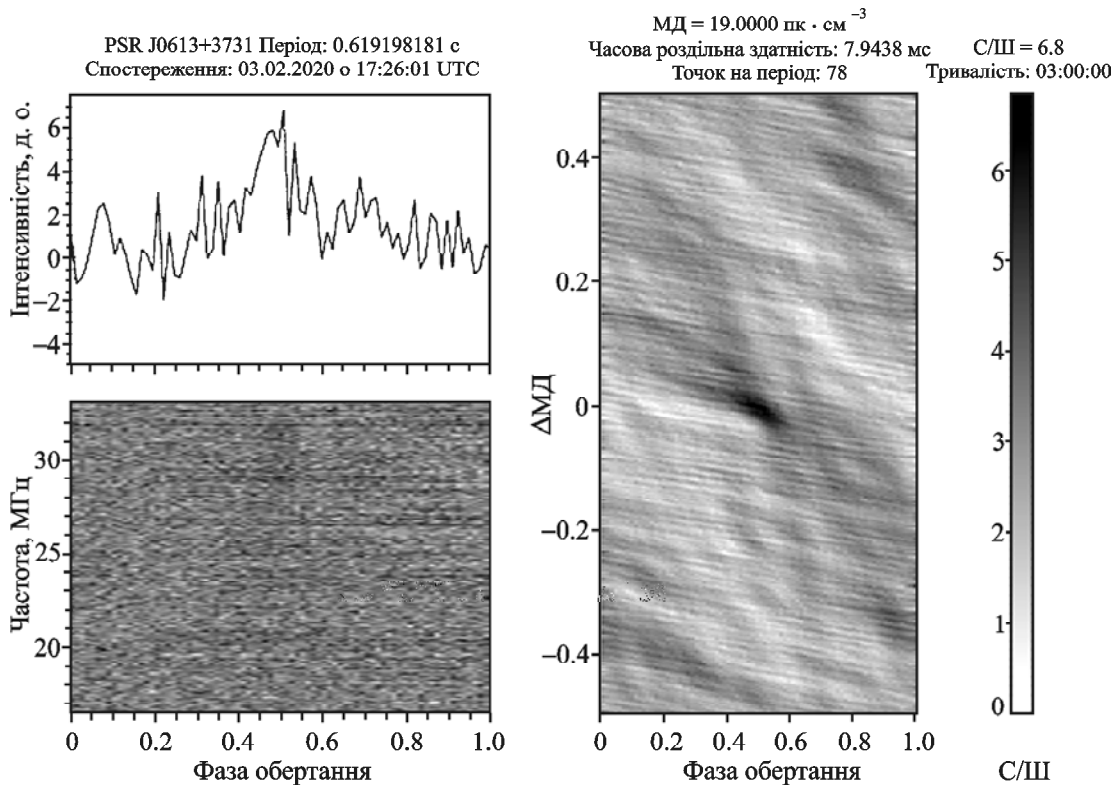 PSR J0613+3731 Період: 0.619198181 с
Спостереження: 03.02.2020 о 17:26:01 UTC
МД = 19.0000 пк · см ⁻³
Часова роздільна здатність: 7.9438 мс
Точок на період: 78
С/Ш = 6.8
Тривалість: 03:00:00
Інтенсивність, д. о.
6
4
2
0
−2
−4
Частота, МГц
30
25
20
0 0.2 0.4 0.6 0.8 1.0
Фаза обертання
ΔМД
0.4
0.2
0
−0.2
−0.4
0 0.2 0.4 0.6 0.8 1.0
Фаза обертання
6
5
4
3
2
1
0
С/Ш